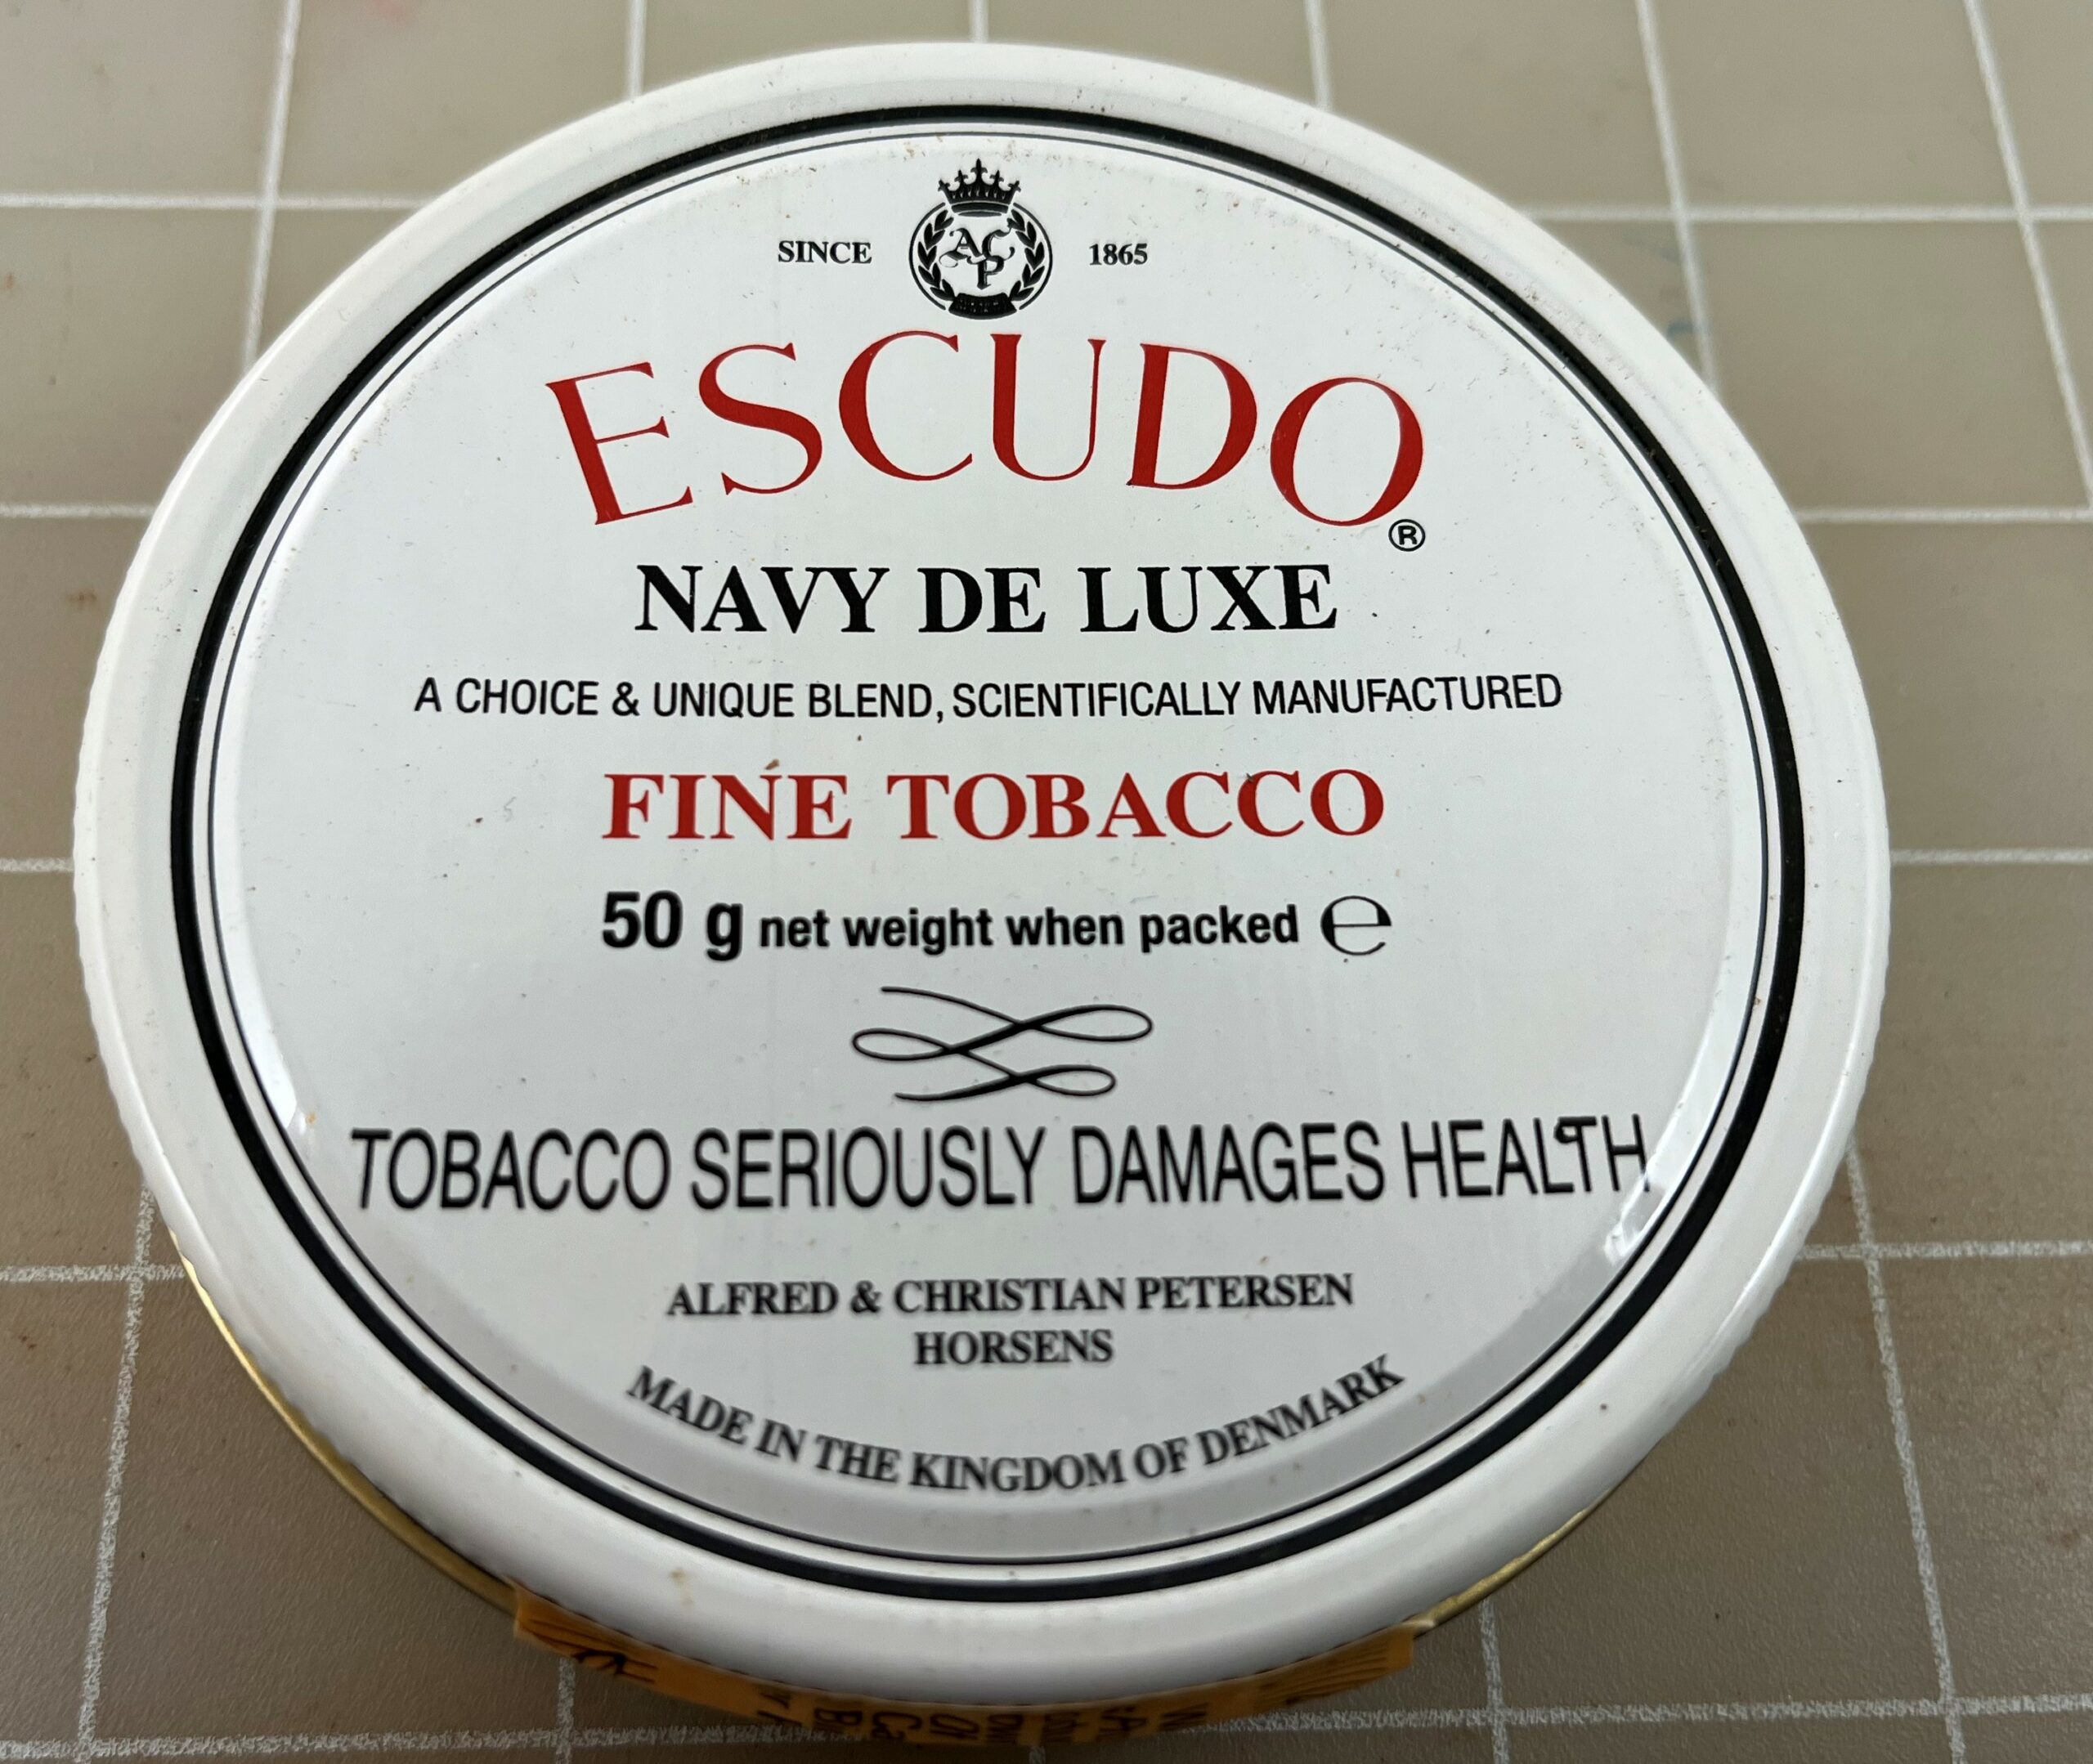 SINCE ACP 1865
ESCUDO®
NAVY DE LUXE
A CHOICE & UNIQUE BLEND, SCIENTIFICALLY MANUFACTURED
FINE TOBACCO
50 g net weight when packed ℮
TOBACCO SERIOUSLY DAMAGES HEALTH
ALFRED & CHRISTIAN PETERSEN
HORSENS
MADE IN THE KINGDOM OF DENMARK